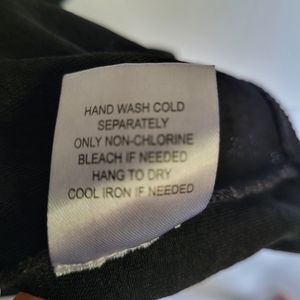 HAND WASH COLD
SEPARATELY
ONLY NON-CHLORINE
BLEACH IF NEEDED
HANG TO DRY
COOL IRON IF NEEDED